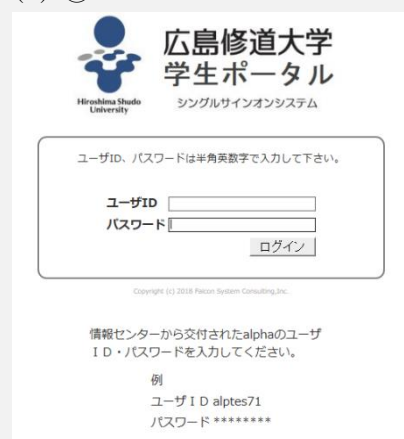 広島修道大学
学生ポータル
Hiroshima Shudo
University
シングルサインオンシステム
ユーザID、パスワードは半角英数字で入力して下さい。
ユーザID
パスワード
ログイン
Copyright (c) 2018 Paicon System Consulting,Inc.
情報センターから交付されたalphaのユーザ
ＩＤ・パスワードを入力してください。
例
ユーザＩＤ alptes71
パスワード ********